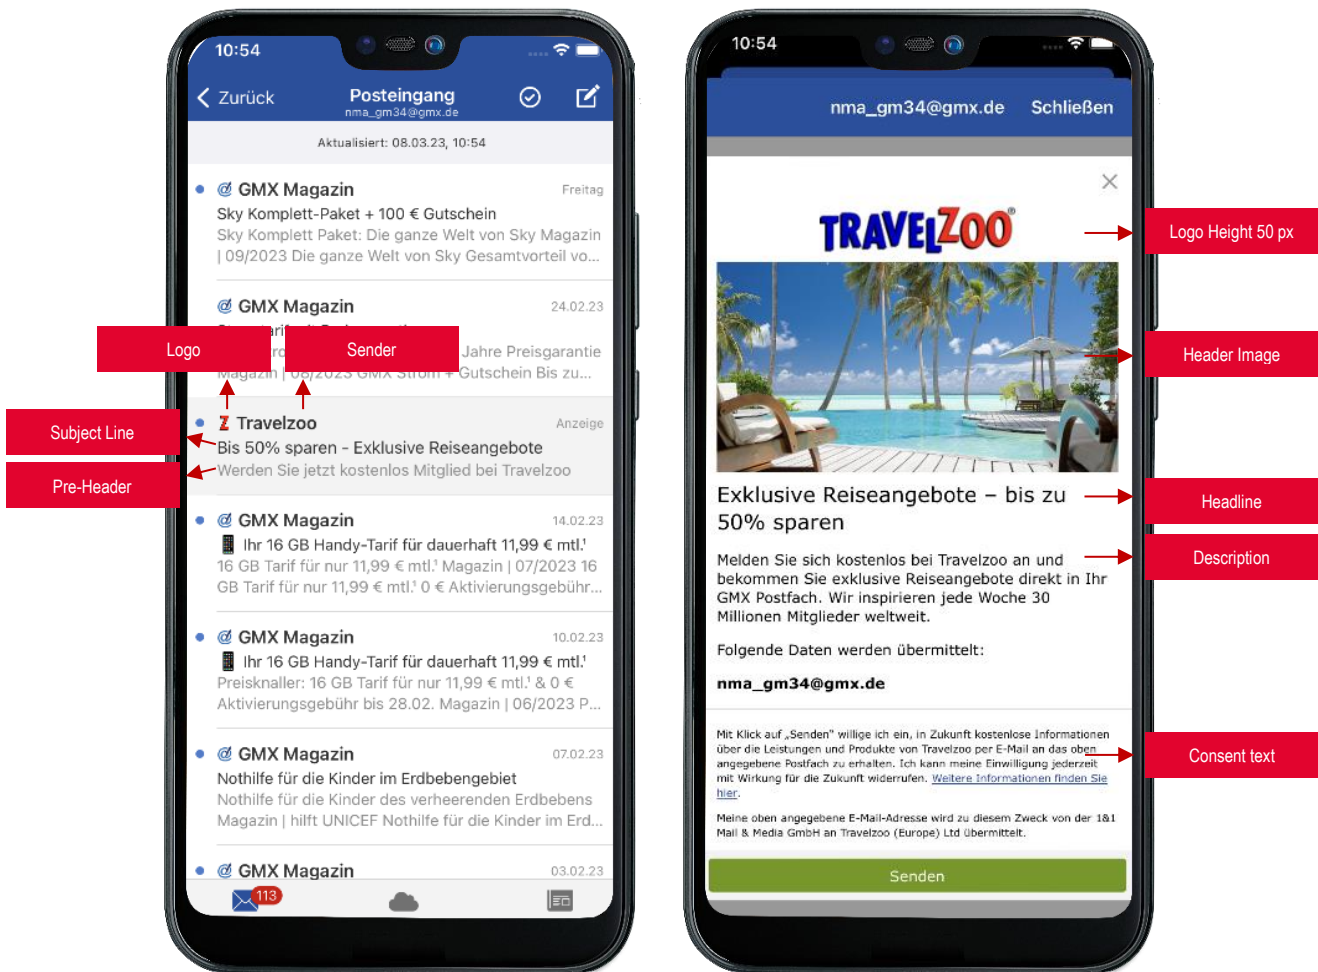 10:54
Zurück
Posteingang
nma_gm34@gmx.de
Aktualisiert: 08.03.23, 10:54
GMX Magazin
Freitag
Sky Komplett-Paket + 100 € Gutschein
Sky Komplett Paket: Die ganze Welt von Sky Magazin
| 09/2023 Die ganze Welt von Sky Gesamtvorteil vo...
GMX Magazin
24.02.23
Jahre Preisgarantie
Magazin | 08/2023 GMX Strom + Gutschein Bis zu...
Logo
Sender
Subject Line
Pre-Header
Travelzoo
Anzeige
Bis 50% sparen - Exklusive Reiseangebote
Werden Sie jetzt kostenlos Mitglied bei Travelzoo
GMX Magazin
14.02.23
Ihr 16 GB Handy-Tarif für dauerhaft 11,99 € mtl.¹
16 GB Tarif für nur 11,99 € mtl.¹ Magazin | 07/2023 16
GB Tarif für nur 11,99 € mtl.¹ 0 € Aktivierungsgebühr...
GMX Magazin
10.02.23
Ihr 16 GB Handy-Tarif für dauerhaft 11,99 € mtl.¹
Preisknaller: 16 GB Tarif für nur 11,99 € mtl.¹ & 0 €
Aktivierungsgebühr bis 28.02. Magazin | 06/2023 P...
GMX Magazin
07.02.23
Nothilfe für die Kinder im Erdbebengebiet
Nothilfe für die Kinder des verheerenden Erdbebens
Magazin | hilft UNICEF Nothilfe für die Kinder im Erd...
GMX Magazin
03.02.23
113
10:54
nma_gm34@gmx.de
Schließen
TRAVELZOO®
Logo Height 50 px
Header Image
Exklusive Reiseangebote – bis zu
50% sparen
Headline
Melden Sie sich kostenlos bei Travelzoo an und
bekommen Sie exklusive Reiseangebote direkt in Ihr
GMX Postfach. Wir inspirieren jede Woche 30
Millionen Mitglieder weltweit.
Description
Folgende Daten werden übermittelt:
nma_gm34@gmx.de
Mit Klick auf „Senden" willige ich ein, in Zukunft kostenlose Informationen
über die Leistungen und Produkte von Travelzoo per E-Mail an das oben
angegebene Postfach zu erhalten. Ich kann meine Einwilligung jederzeit
mit Wirkung für die Zukunft widerrufen. Weitere Informationen finden Sie
hier.
Consent text
Meine oben angegebene E-Mail-Adresse wird zu diesem Zweck von der 1&1
Mail & Media GmbH an Travelzoo (Europe) Ltd übermittelt.
Senden